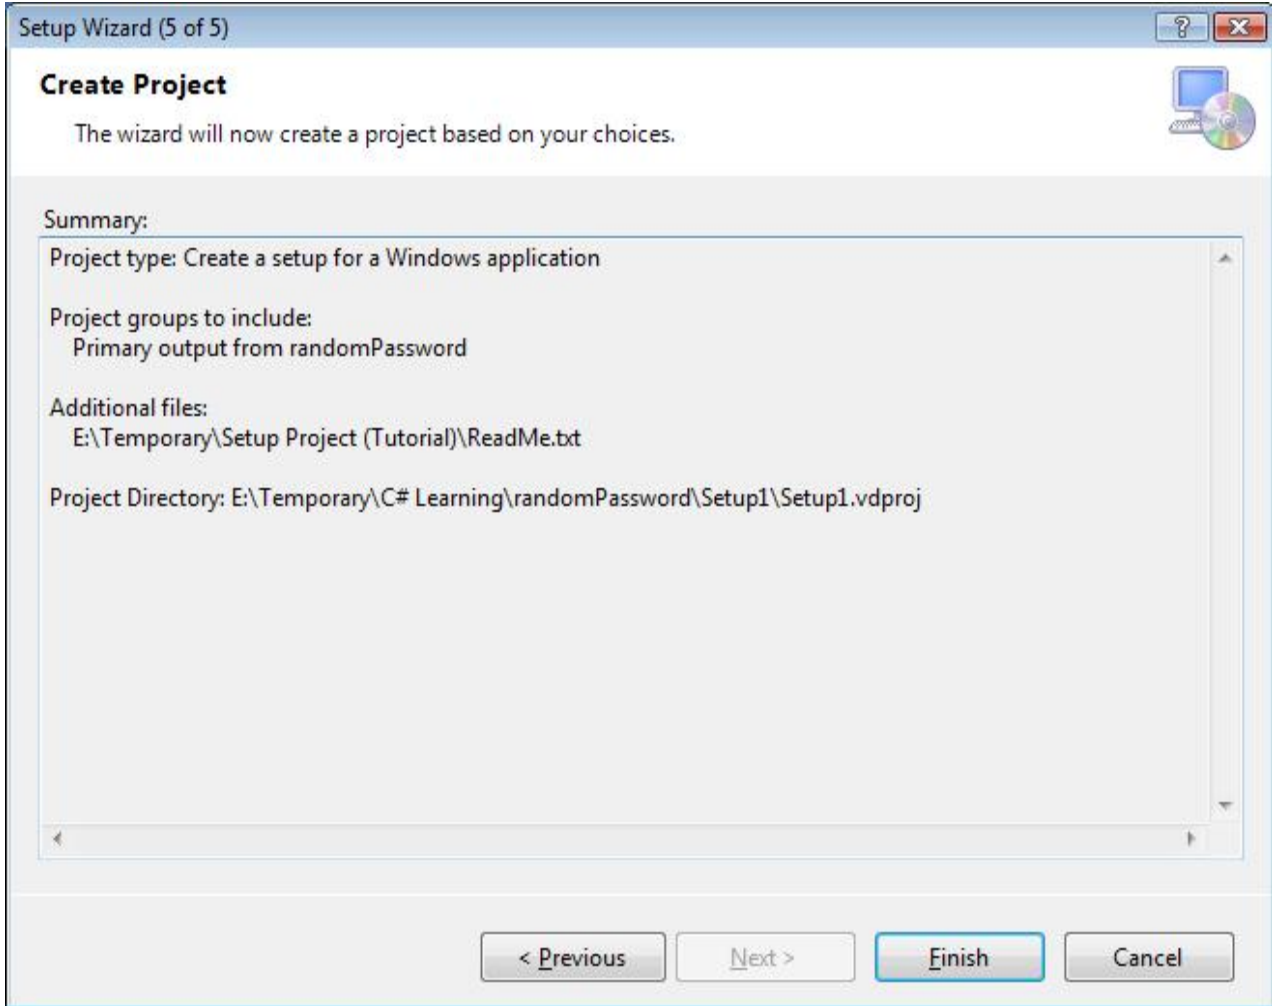 Setup Wizard (5 of 5)
Create Project
The wizard will now create a project based on your choices.
Summary:
Project type: Create a setup for a Windows application
Project groups to include:
Primary output from randomPassword
Additional files:
E:\Temporary\Setup Project (Tutorial)\ReadMe.txt
Project Directory: E:\Temporary\C# Learning\randomPassword\Setup1\Setup1.vdproj
< Previous Next > Finish Cancel